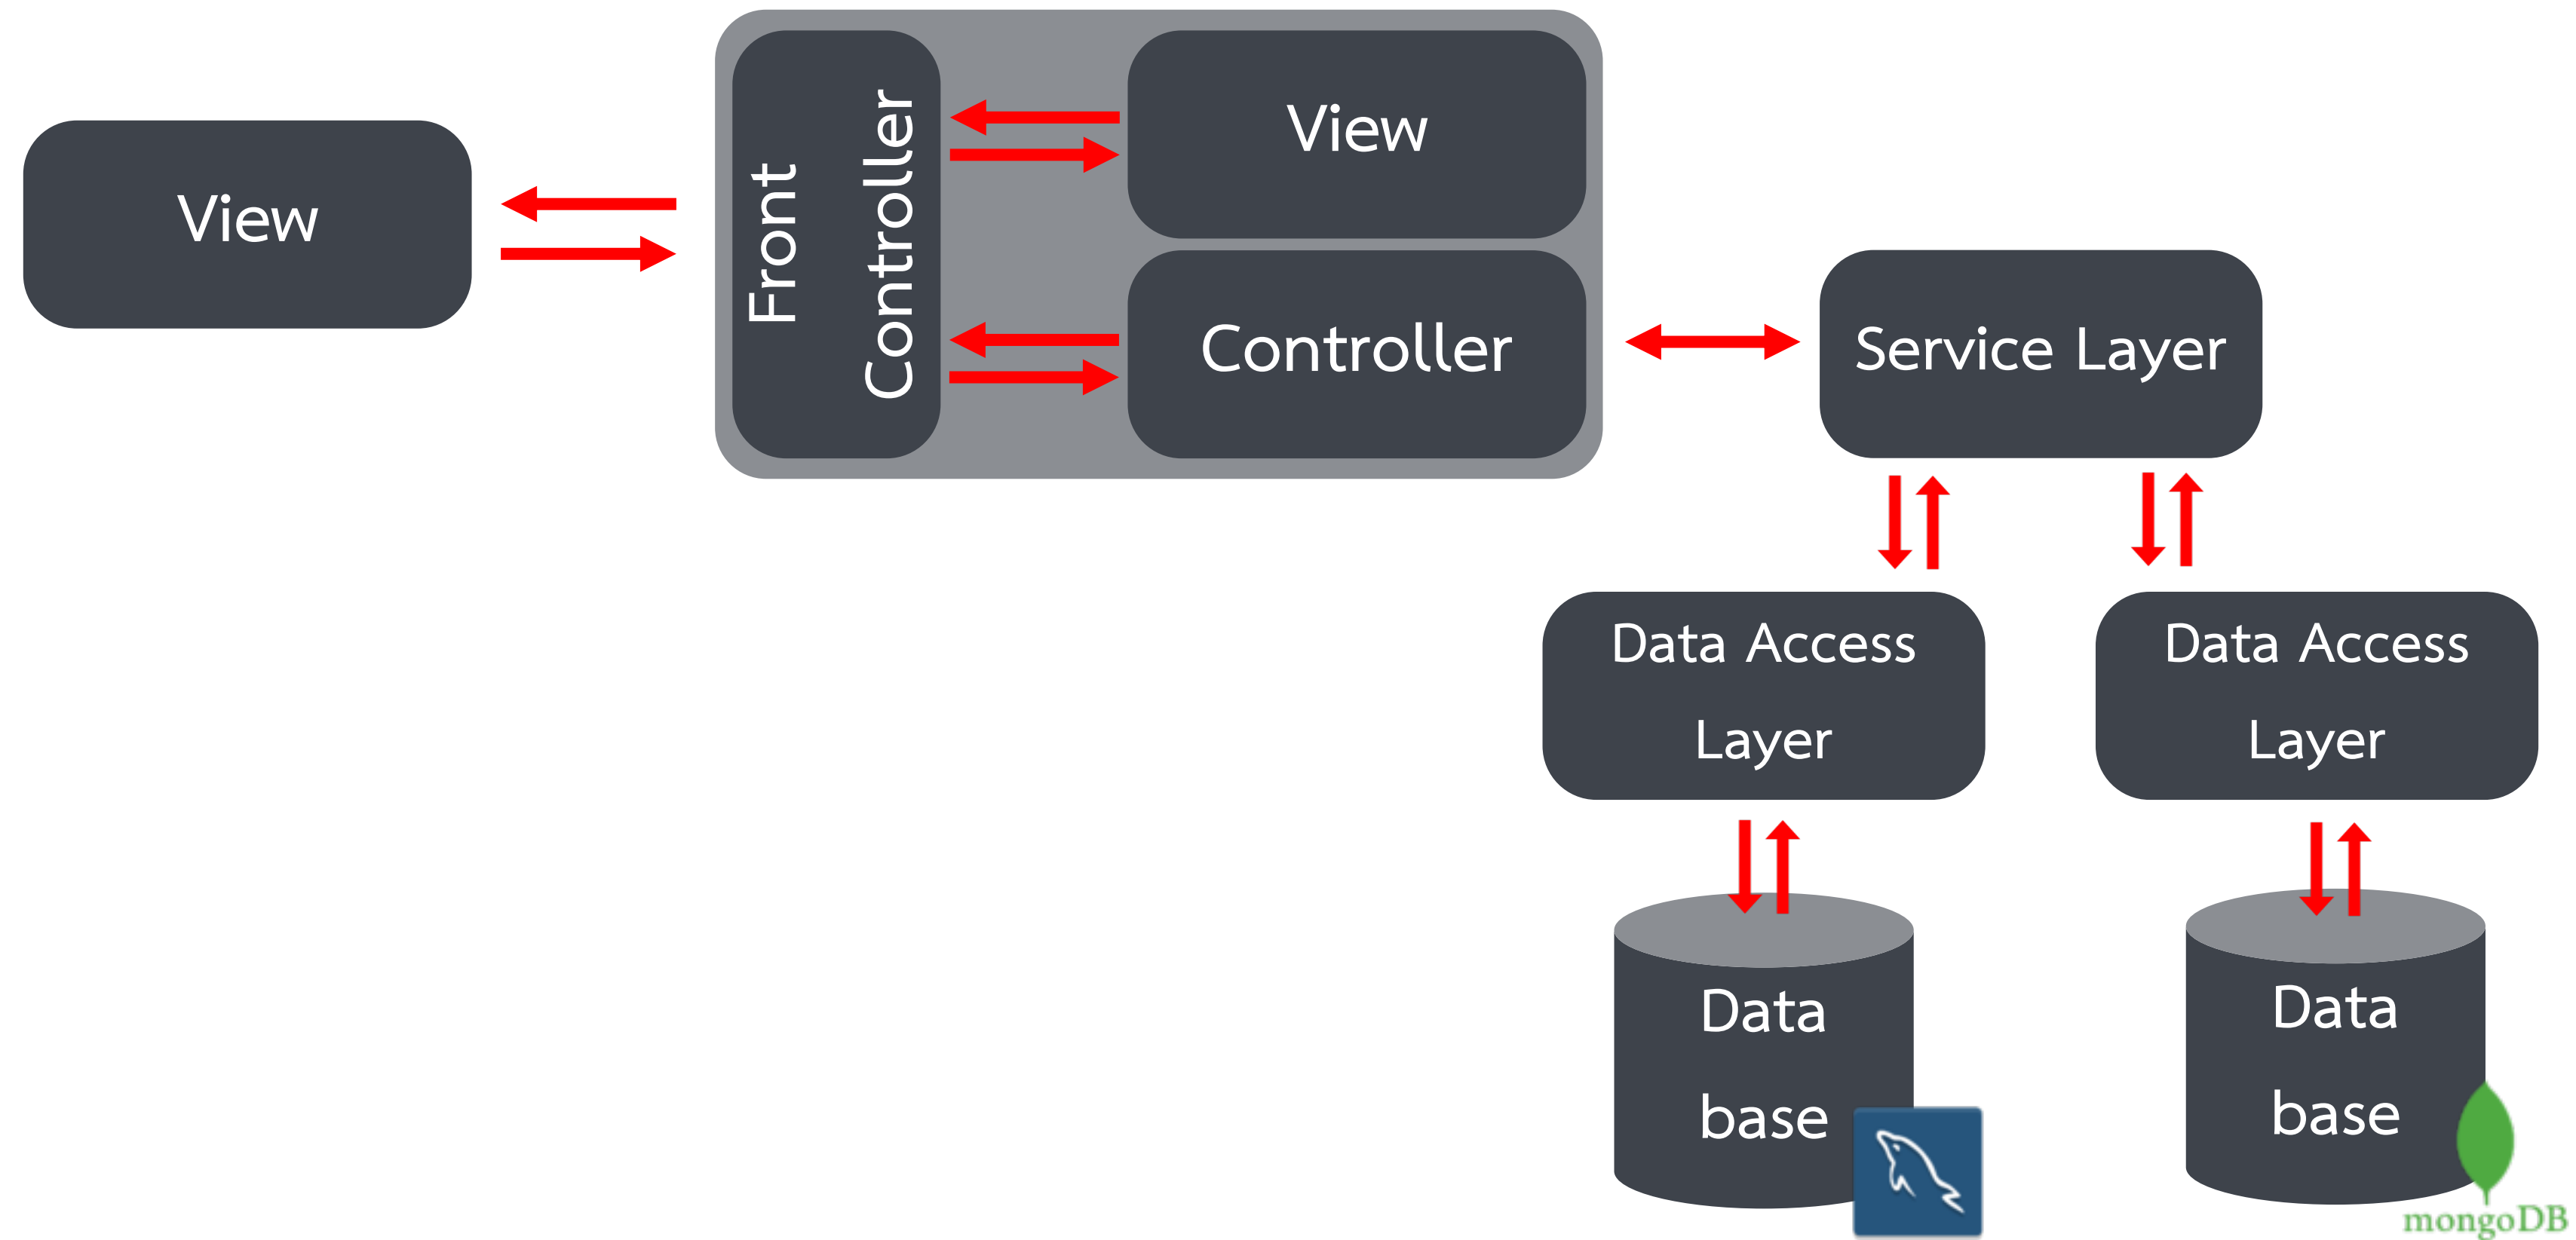 View
Front
Controller
View
Controller
Service Layer
Data Access
Layer
Data Access
Layer
Data
base
Data
base
mongoDB